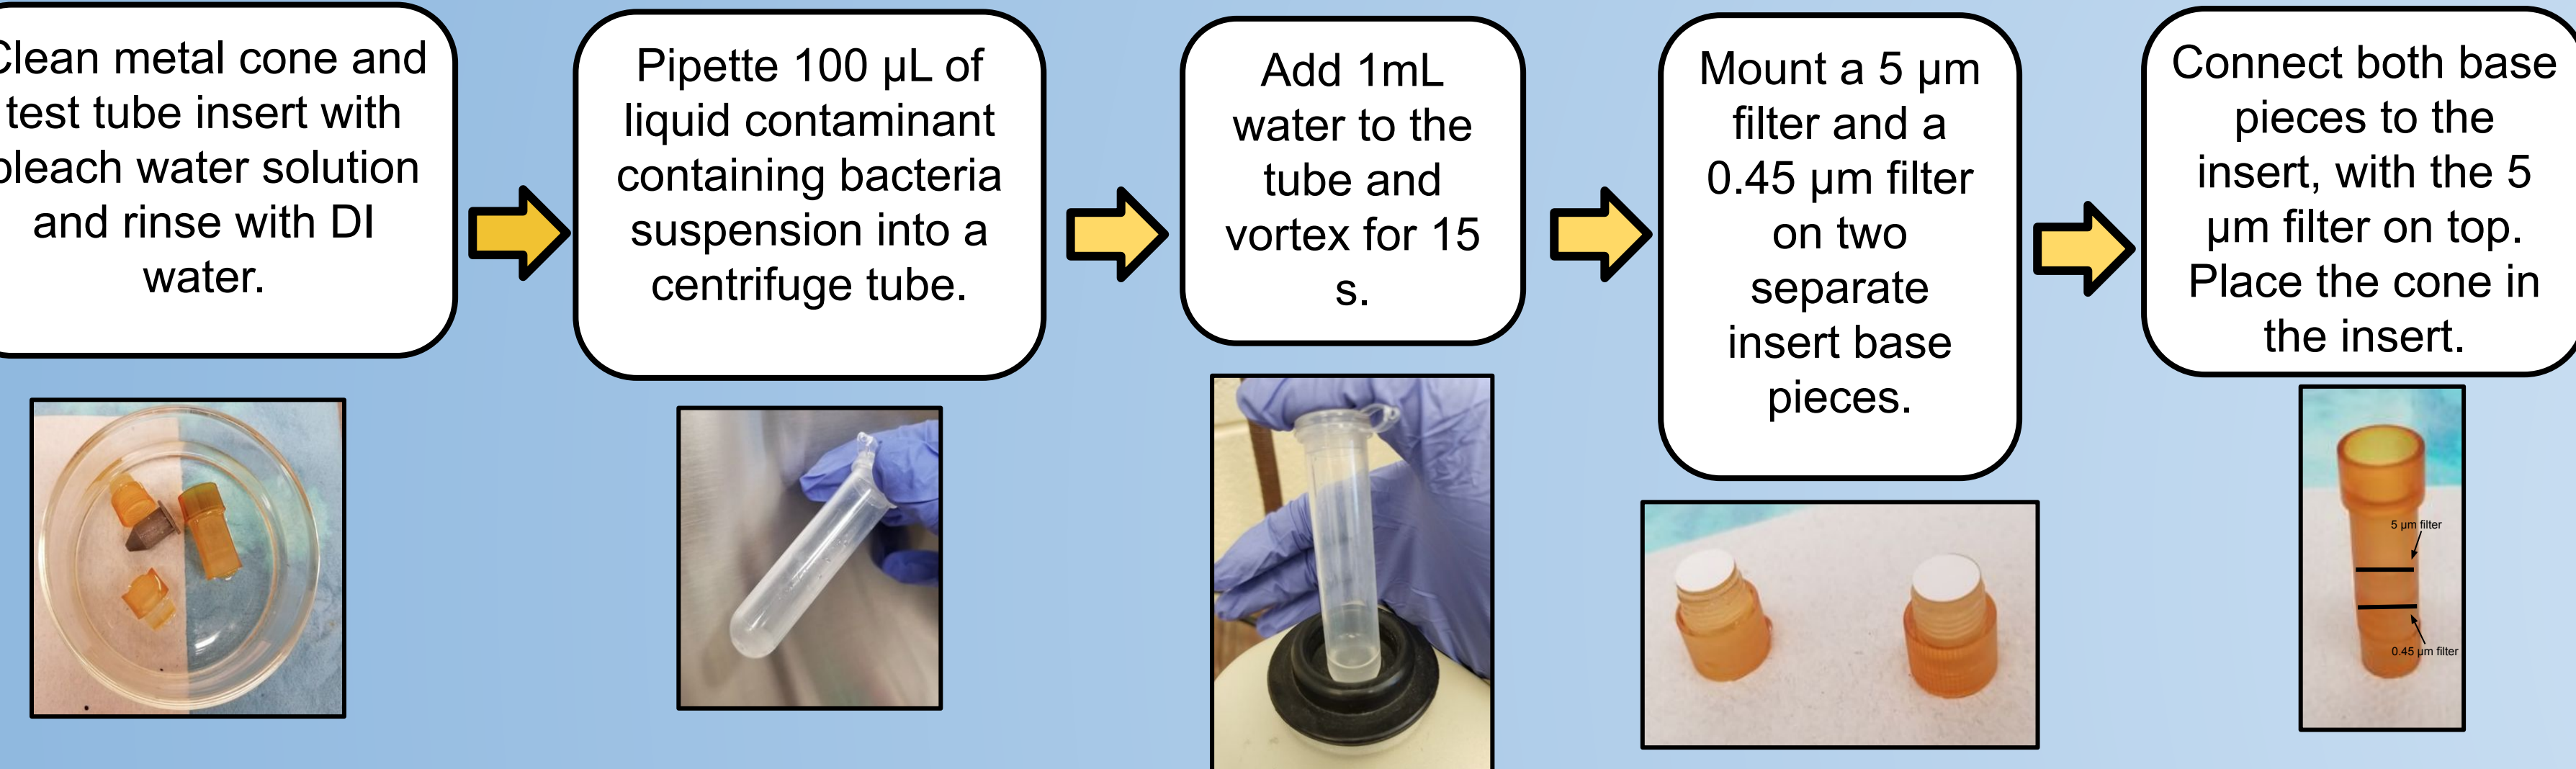 Clean metal cone and
test tube insert with
bleach water solution
and rinse with DI
water.
Pipette 100 µL of
liquid contaminant
containing bacteria
suspension into a
centrifuge tube.
Add 1mL
water to the
tube and
vortex for 15
s.
Mount a 5 µm
filter and a
0.45 µm filter
on two
separate
insert base
pieces.
Connect both base
pieces to the
insert, with the 5
µm filter on top.
Place the cone in
the insert.
5 µm filter
0.45 µm filter